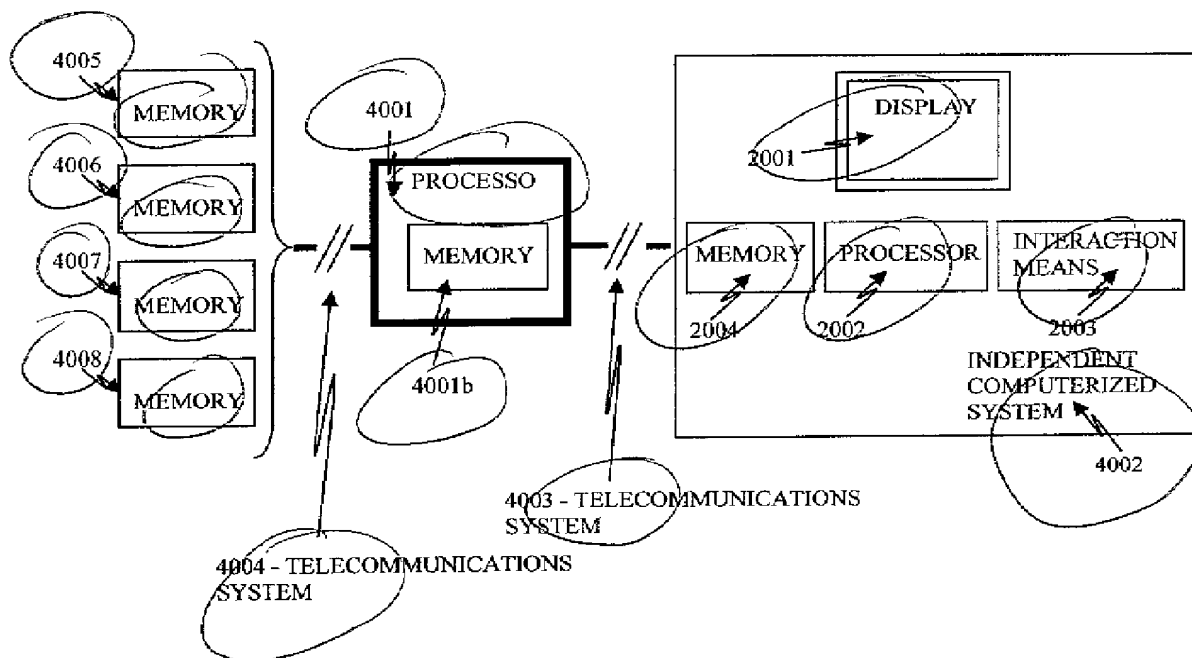 4005
MEMORY
4006
MEMORY
4007
MEMORY
4008
MEMORY
4001
PROCESSO
MEMORY
4001b
4004 - TELECOMMUNICATIONS
SYSTEM
4003 - TELECOMMUNICATIONS
SYSTEM
DISPLAY
2001
MEMORY
2004
PROCESSOR
2002
INTERACTION
MEANS
2003
INDEPENDENT
COMPUTERIZED
SYSTEM
4002